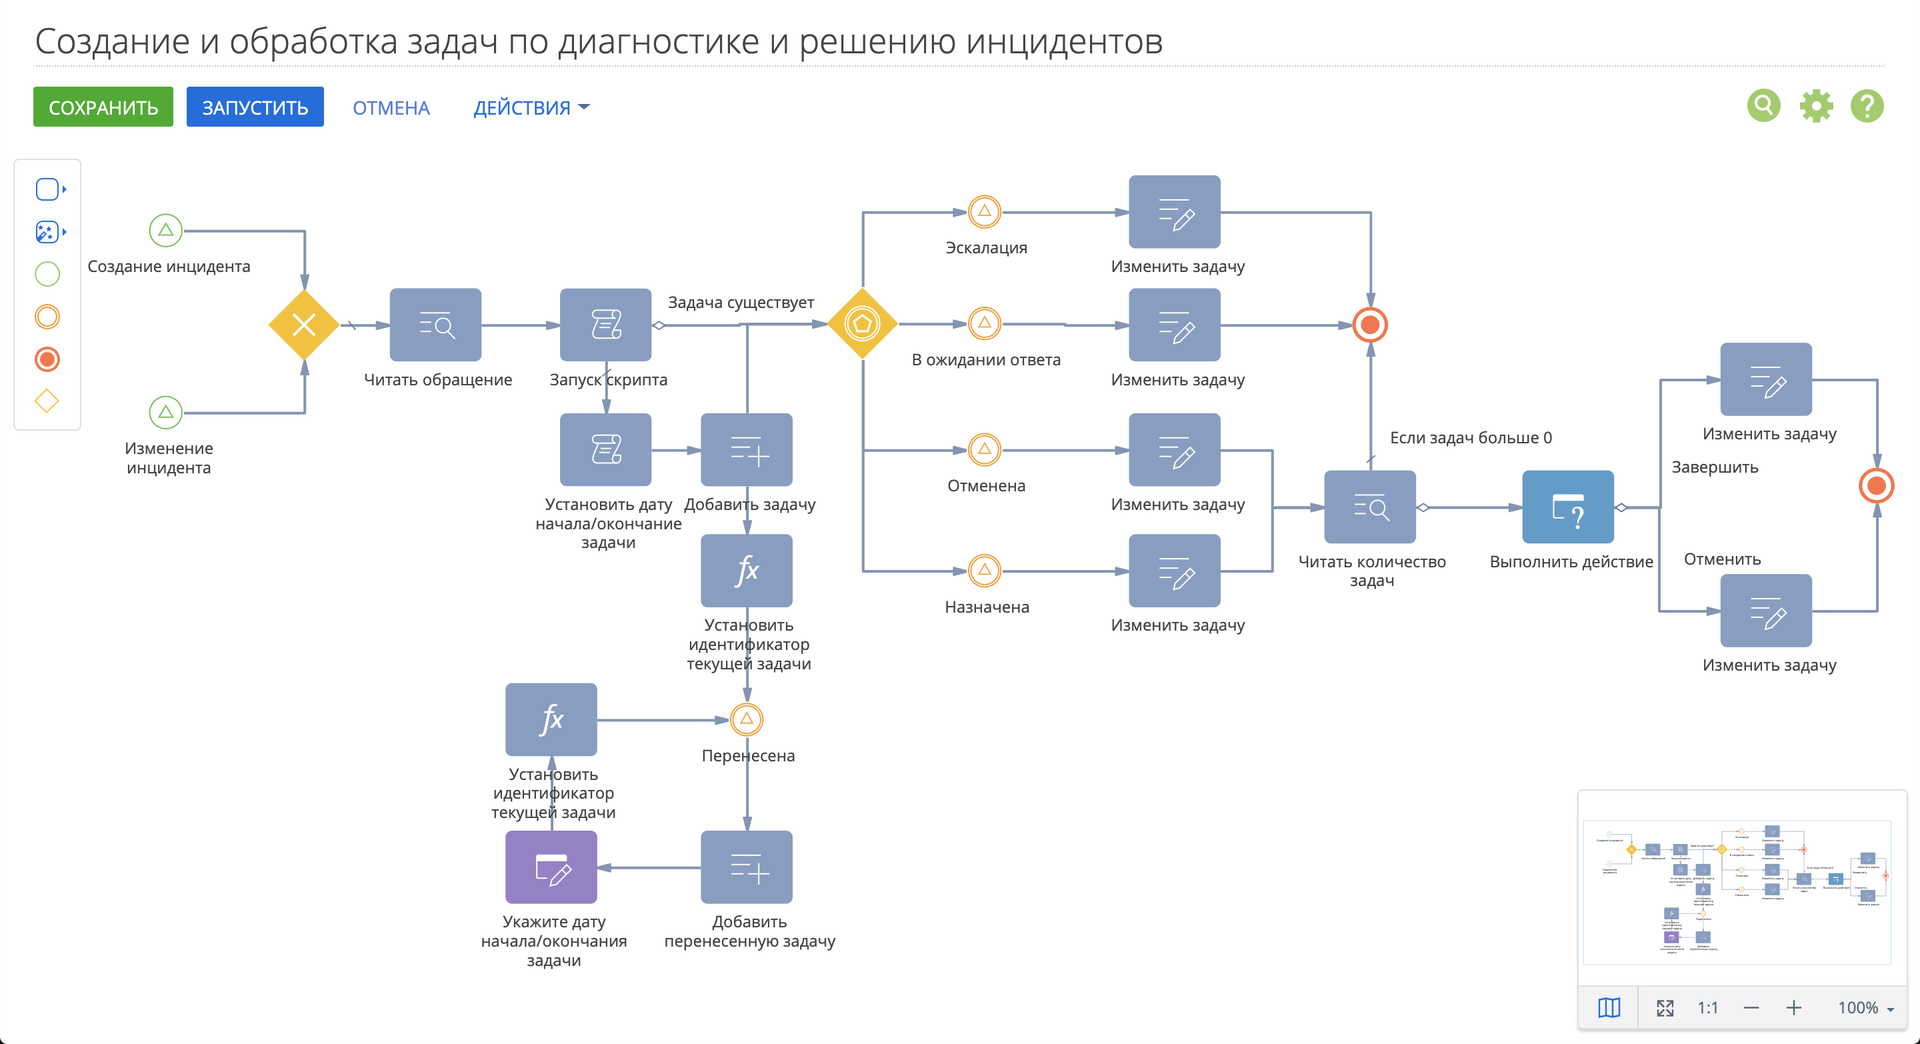 Создание и обработка задач по диагностике и решению инцидентов
СОХРАНИТЬ
ЗАПУСТИТЬ
ОТМЕНА
ДЕЙСТВИЯ
Создание инцидента
Изменение
инцидента
Читать обращение
Запуск скрипта
Задача существует
Установить дату
начала/окончание
задачи
Добавить задачу
Установить
идентификатор
текущей задачи
Перенесена
Установить
идентификатор
текущей задачи
Укажите дату
начала/окончания
задачи
Добавить
перенесенную задачу
Эскалация
Изменить задачу
В ожидании ответа
Изменить задачу
Отменена
Изменить задачу
Назначена
Изменить задачу
Если задач больше 0
Читать количество
задач
Выполнить действие
Завершить
Изменить задачу
Отменить
Изменить задачу
1:1
100%